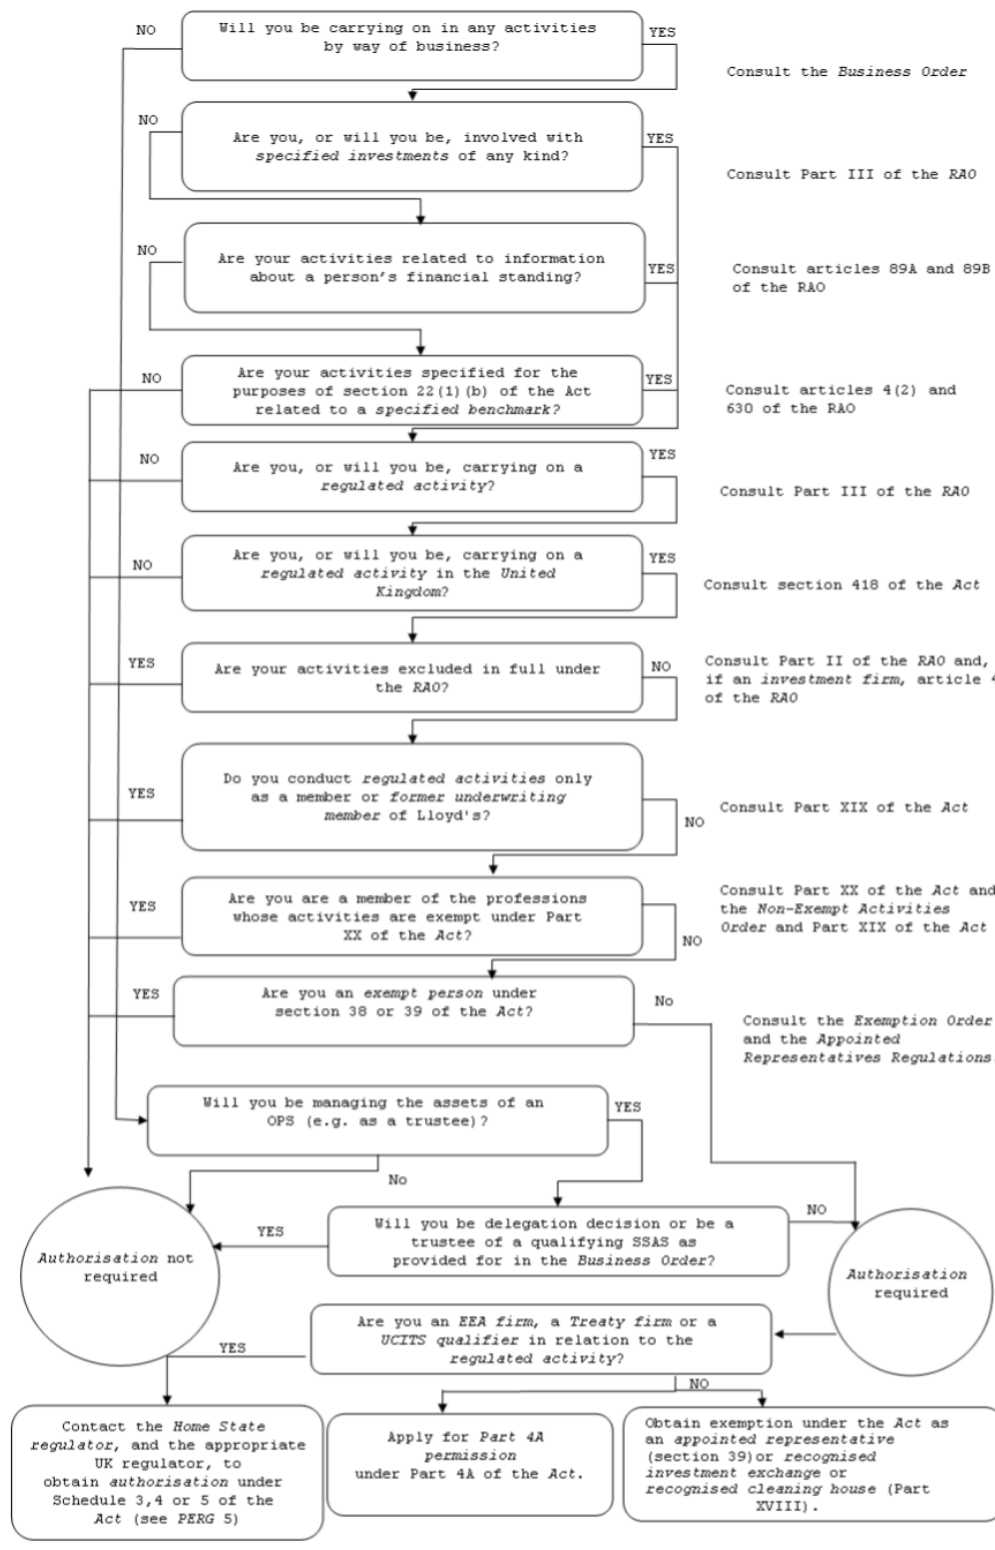 NO
Will you be carrying on in any activities
by way of business?
YES
Consult the Business Order
NO
Are you, or will you be, involved with
specified investments of any kind?
YES
Consult Part III of the RAO
NO
Are your activities related to information
about a person's financial standing?
YES
Consult articles 89A and 89B
of the RAO
NO
Are your activities specified for the
purposes of section 22(1)(b) of the Act
related to a specified benchmark?
YES
Consult articles 4(2) and
63O of the RAO
NO
Are you, or will you be, carrying on a
regulated activity?
YES
Consult Part III of the RAO
NO
Are you, or will you be, carrying on a
regulated activity in the United
Kingdom?
YES
Consult section 418 of the Act
YES
Are your activities excluded in full under
the RAO?
NO
Consult Part II of the RAO and,
if an investment firm, article 4
of the RAO
YES
Do you conduct regulated activities only
as a member or former underwriting
member of Lloyd's?
NO
Consult Part XIX of the Act
YES
Are you are a member of the professions
whose activities are exempt under Part
XX of the Act?
NO
Consult Part XX of the Act and
the Non-Exempt Activities
Order and Part XIX of the Act
YES
Are you an exempt person under
section 38 or 39 of the Act?
No
Consult the Exemption Order
and the Appointed
Representatives Regulations.
Will you be managing the assets of an
OPS (e.g. as a trustee)?
YES
No
Authorisation not
required
YES
Will you be delegation decision or be a
trustee of a qualifying SSAS as
provided for in the Business Order?
NO
Authorisation
required
YES
Are you an EEA firm, a Treaty firm or a
UCITS qualifier in relation to the
regulated activity?
NO
Contact the Home State
regulator, and the appropriate
UK regulator, to
obtain authorisation under
Schedule 3,4 or 5 of the
Act (see PERG 5)
Apply for Part 4A
permission
under Part 4A of the Act.
Obtain exemption under the Act as
an appointed representative
(section 39)or recognised
investment exchange or
recognised cleaning house (Part
XVIII).